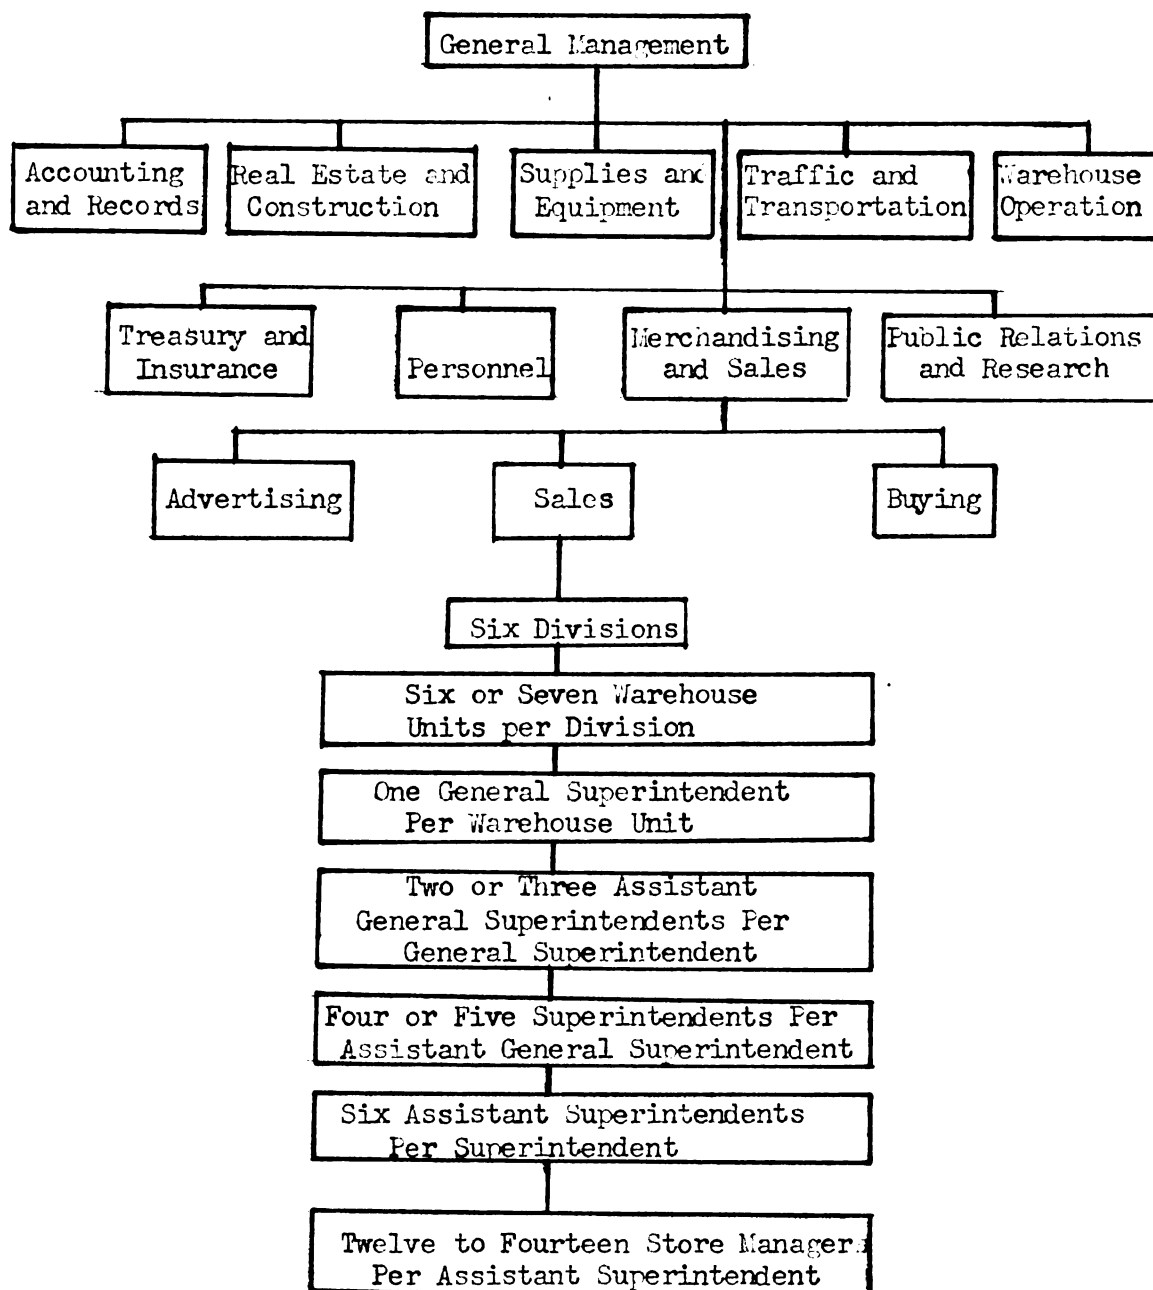 General Management
Accounting
and Records
Real Estate and
Construction
Supplies and
Equipment
Traffic and
Transportation
Warehouse
Operation
Treasury and
Insurance
Personnel
Merchandising
and Sales
Public Relations
and Research
Advertising
Sales
Buying
Six Divisions
Six or Seven Warehouse
Units per Division
One General Superintendent
Per Warehouse Unit
Two or Three Assistant
General Superintendents Per
General Superintendent
Four or Five Superintendents Per
Assistant General Superintendent
Six Assistant Superintendents
Per Superintendent
Twelve to Fourteen Store Managers
Per Assistant Superintendent